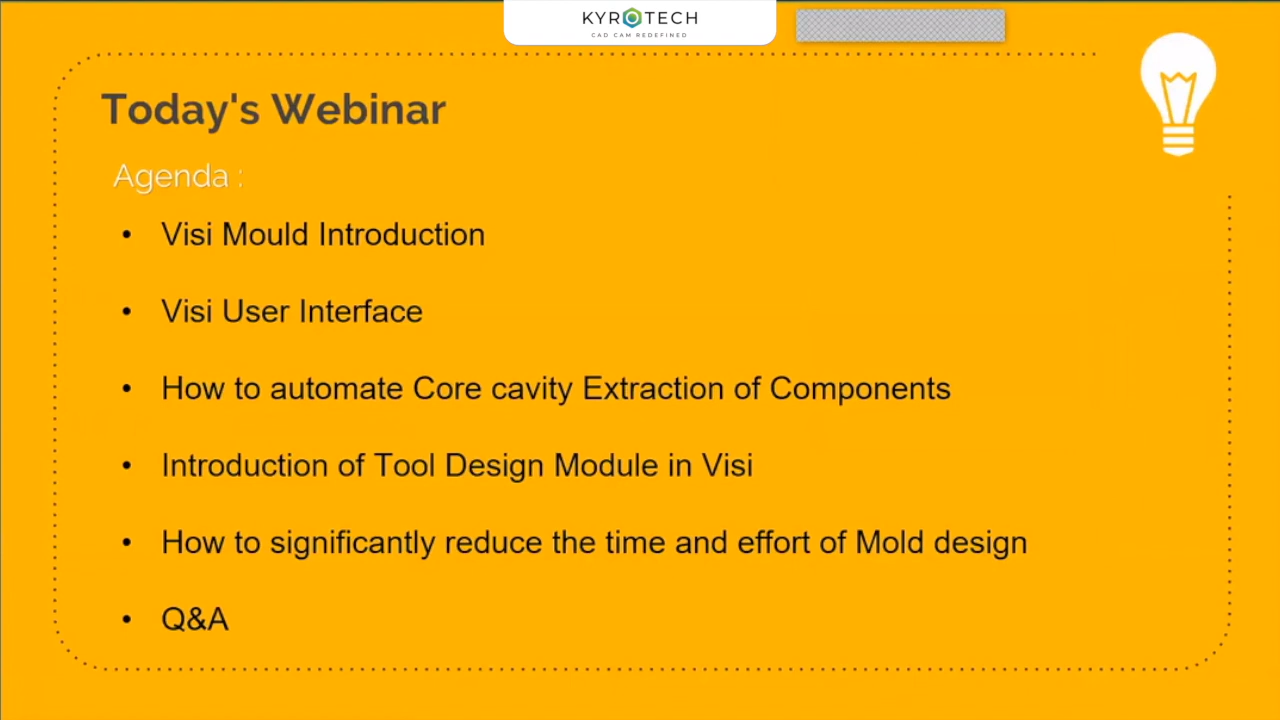 KYROTECH
CAD CAM REDEFINED
Today's Webinar
Agenda :
• Visi Mould Introduction
• Visi User Interface
• How to automate Core cavity Extraction of Components
• Introduction of Tool Design Module in Visi
• How to significantly reduce the time and effort of Mold design
• Q&A